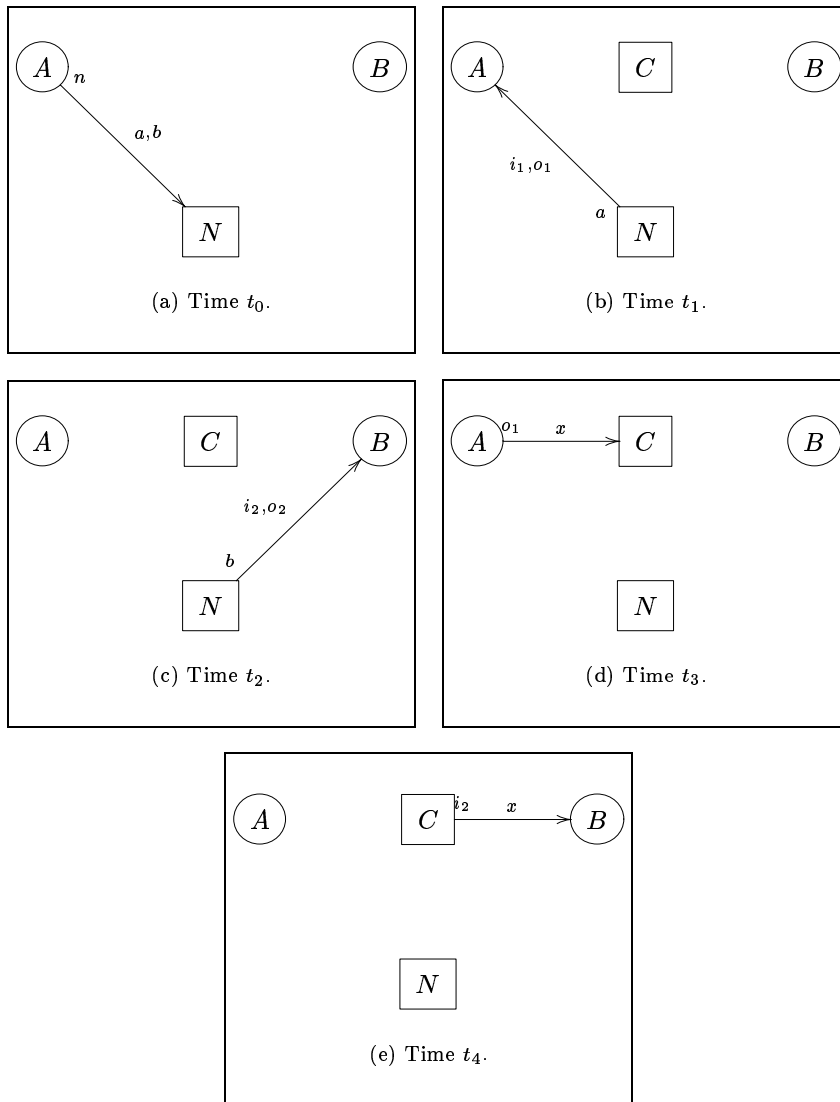 A
n
B
a,b
N
(a) Time t₀.
A
C
B
i₁,o₁
a
N
(b) Time t₁.
A
C
B
i₂,o₂
b
N
(c) Time t₂.
A
o₁
x
C
B
N
(d) Time t₃.
A
C
i₂
x
B
N
(e) Time t₄.